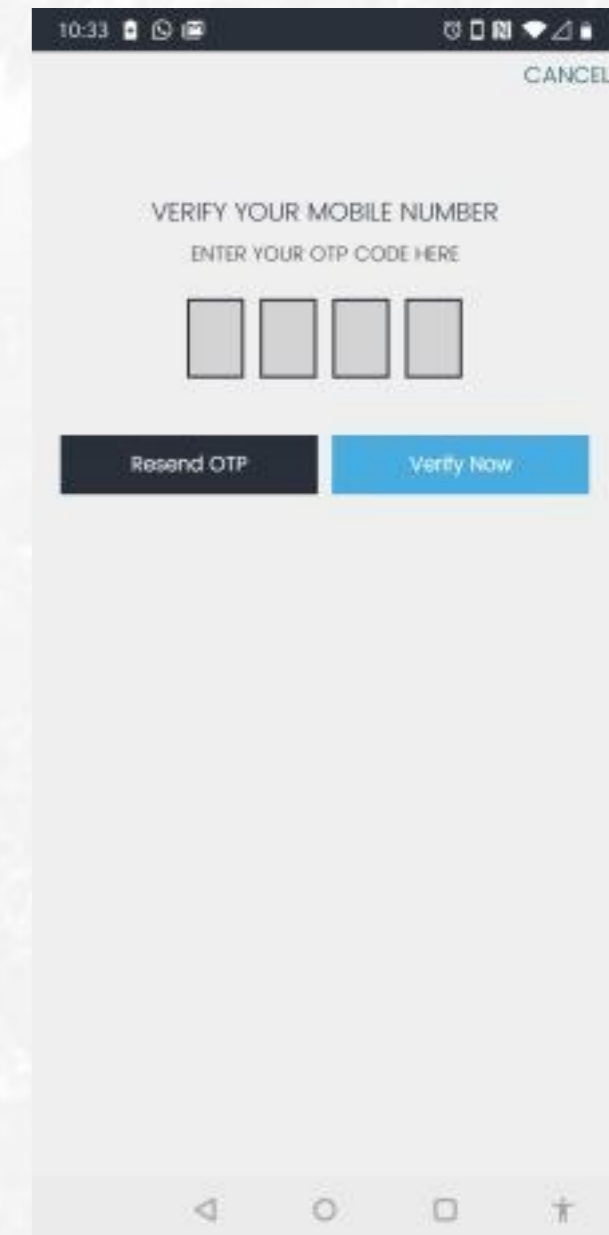 10:33
CANCEL
VERIFY YOUR MOBILE NUMBER
ENTER YOUR OTP CODE HERE
Resend OTP Verify Now